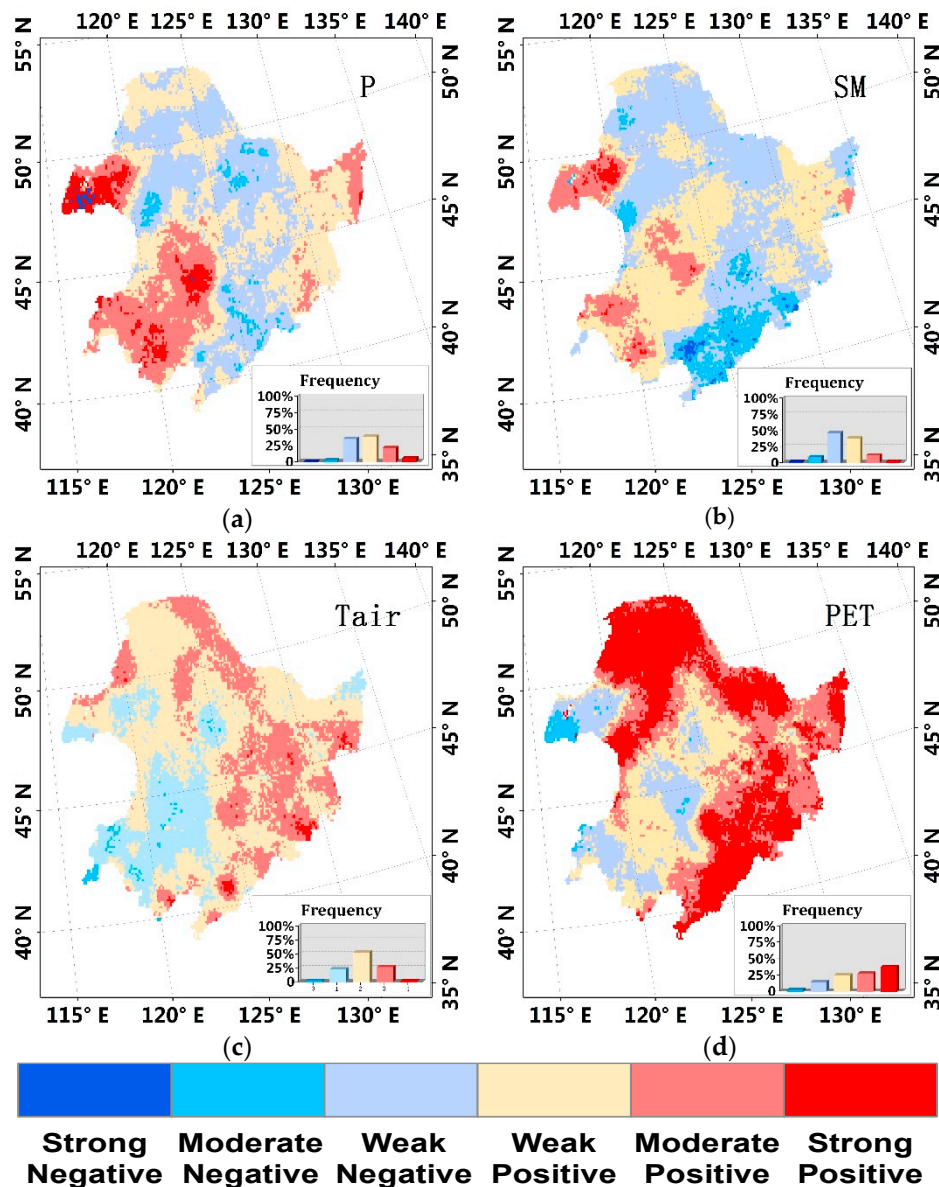 120° E 125° E 130° E 135° E 140° E
55° N
50° N
45° N
40° N
50° N
45° N
40° N
35° N
P
Frequency
100%
75%
50%
25%
0
115° E 120° E 125° E 130° E
(a)
120° E 125° E 130° E 135° E 140° E
55° N
50° N
45° N
40° N
50° N
45° N
40° N
35° N
SM
Frequency
100%
75%
50%
25%
0
115° E 120° E 125° E 130° E
(b)
120° E 125° E 130° E 135° E 140° E
55° N
50° N
45° N
40° N
50° N
45° N
40° N
35° N
Tair
Frequency
100%
75%
50%
25%
0
115° E 120° E 125° E 130° E
(c)
120° E 125° E 130° E 135° E 140° E
55° N
50° N
45° N
40° N
50° N
45° N
40° N
35° N
PET
Frequency
100%
75%
50%
25%
0
115° E 120° E 125° E 130° E
(d)
Strong Moderate Weak Weak Moderate Strong
Negative Negative Negative Positive Positive Positive